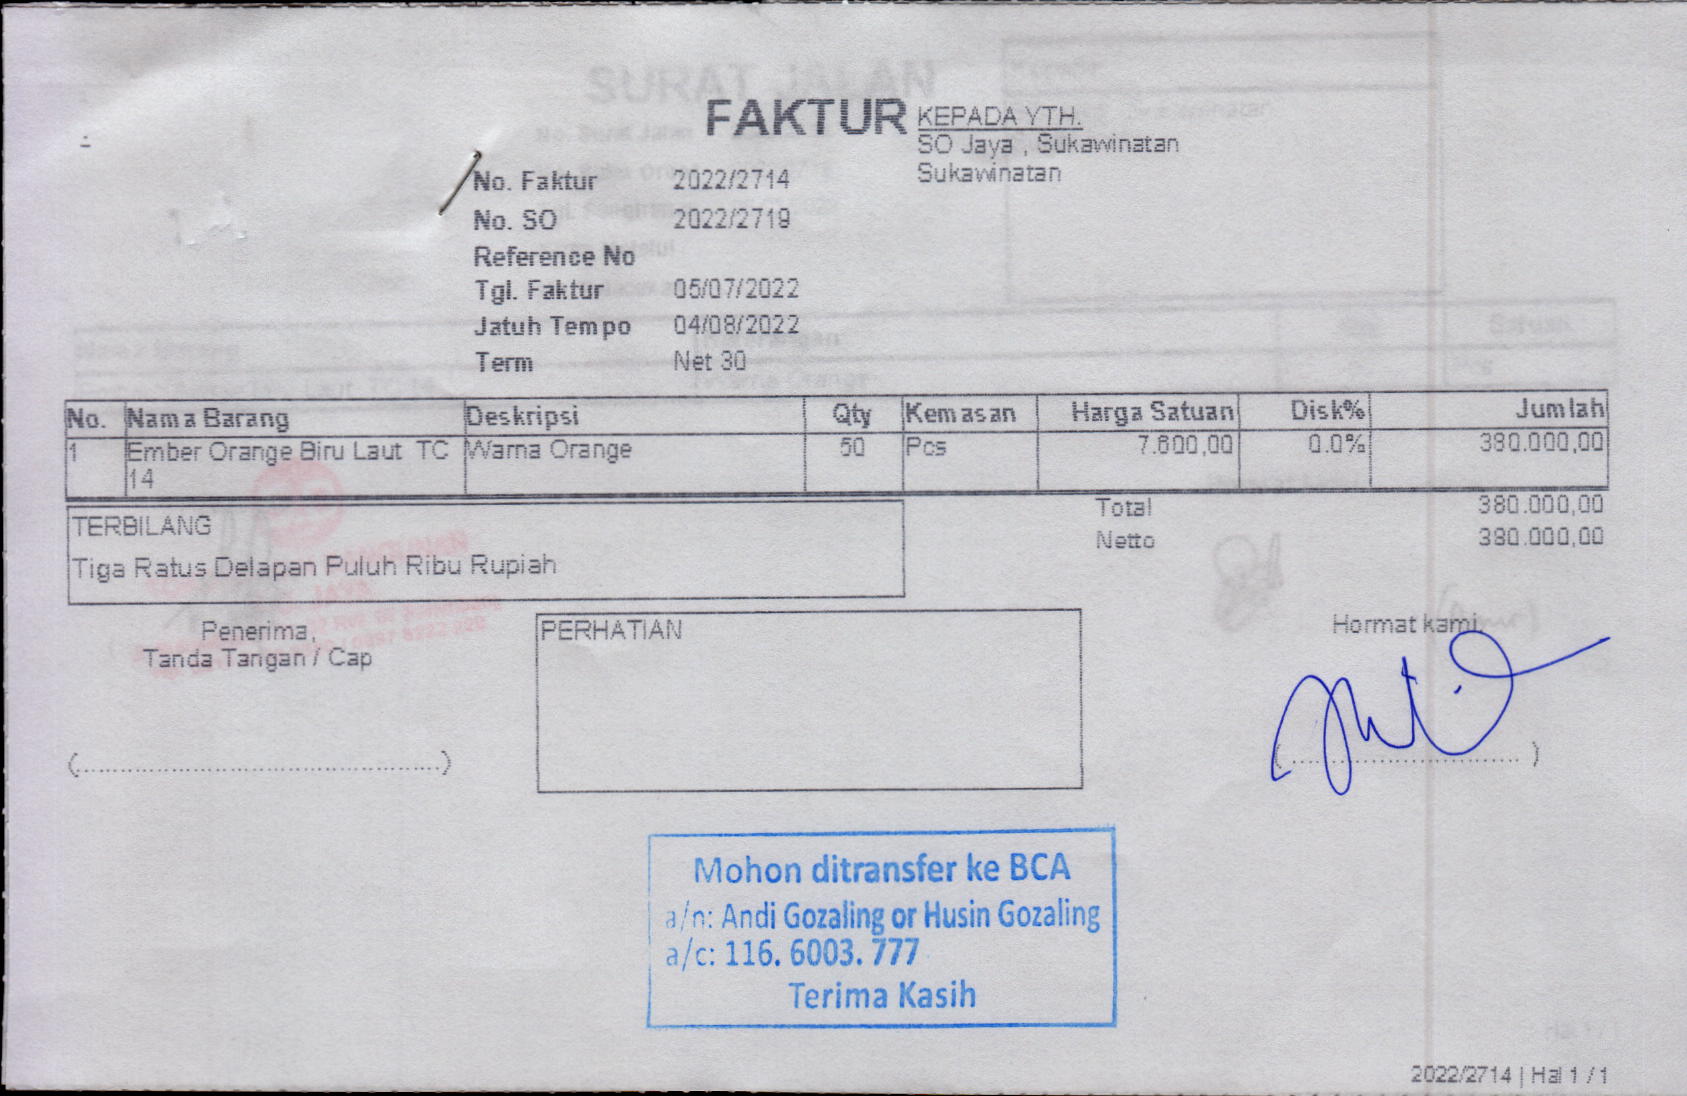 FAKTUR
KEPADA YTH.
SO Jaya , Sukawinatan
Sukawinatan
No. Faktur 2022/2714
No. SO 2022/2719
Reference No
Tgl. Faktur 05/07/2022
Jatuh Tempo 04/08/2022
Term Net 30
No. Nama Barang Deskripsi Qty Kemasan Harga Satuan Disk% Jumlah
1 Ember Orange Biru Laut TC Warna Orange 50 Pcs 7.600,00 0.0% 380.000,00
14
Total 380.000,00
Netto 380.000,00
TERBILANG
Tiga Ratus Delapan Puluh Ribu Rupiah
Penerima,
Tanda Tangan / Cap
PERHATIAN
Hormat kami,
(............................................)
(............................)
Mohon ditransfer ke BCA
a/n: Andi Gozaling or Husin Gozaling
a/c: 116. 6003. 777
Terima Kasih
2022/2714 | Hal 1 / 1
SURAT JALAN